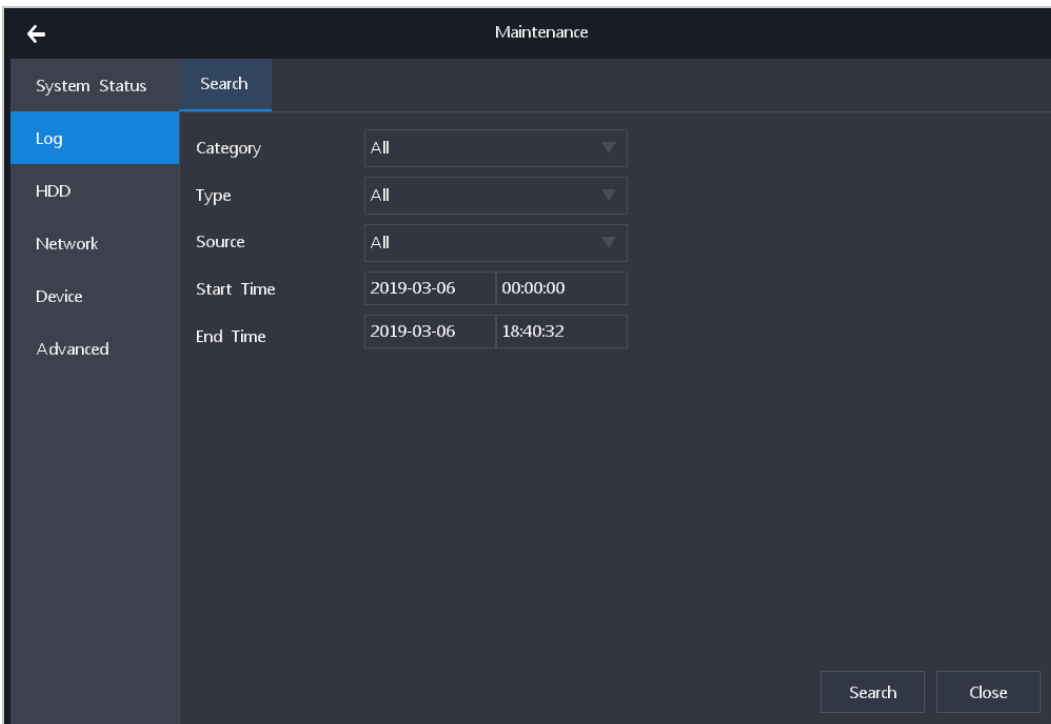 Maintenance
System Status
Search
Log
HDD
Network
Device
Advanced
Category All
Type All
Source All
Start Time 2019-03-06 00:00:00
End Time 2019-03-06 18:40:32
Search Close